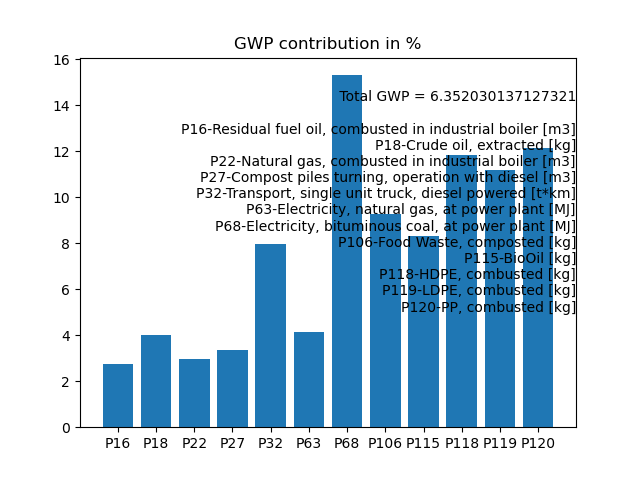 GWP contribution in %
16
14
12
10
8
6
4
2
0
Total GWP = 6.352030137127321
P16-Residual fuel oil, combusted in industrial boiler [m3]
P18-Crude oil, extracted [kg]
P22-Natural gas, combusted in industrial boiler [m3]
P27-Compost piles turning, operation with diesel [m3]
P32-Transport, single unit truck, diesel powered [t*km]
P63-Electricity, natural gas, at power plant [MJ]
P68-Electricity, bituminous coal, at power plant [MJ]
P106-Food Waste, composted [kg]
P115-BioOil [kg]
P118-HDPE, combusted [kg]
P119-LDPE, combusted [kg]
P120-PP, combusted [kg]
P16 P18 P22 P27 P32 P63 P68 P106 P115 P118 P119 P120